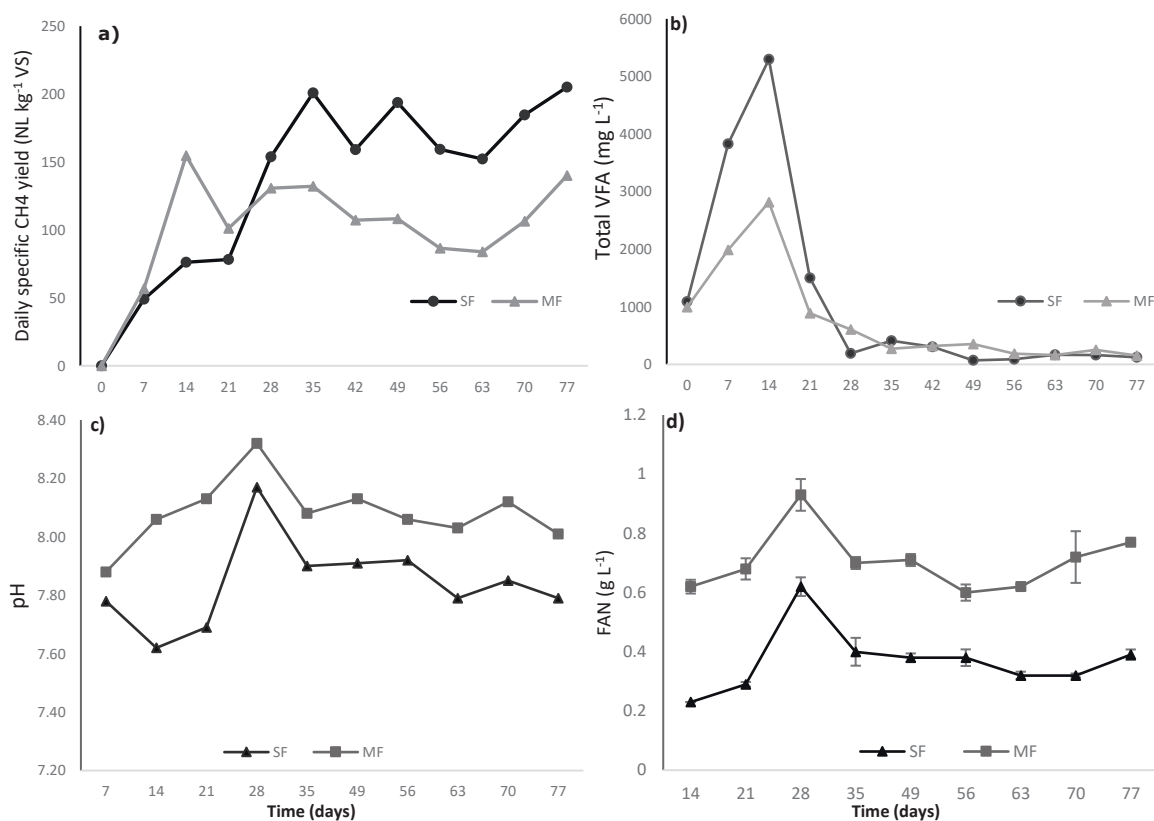 a)
Daily specific CH4 yield (NL kg⁻¹ VS)
250
200
150
100
50
0
0 7 14 21 28 35 42 49 56 63 70 77
SF MF
b)
Total VFA (mg L⁻¹)
6000
5000
4000
3000
2000
1000
0
0 7 14 21 28 35 42 49 56 63 70 77
SF MF
c)
pH
8.40
8.20
8.00
7.80
7.60
7.40
7.20
7 14 21 28 35 49 56 63 70 77
SF MF
Time (days)
d)
FAN (g L⁻¹)
1.2
1
0.8
0.6
0.4
0.2
0
14 21 28 35 49 56 63 70 77
SF MF
Time (days)